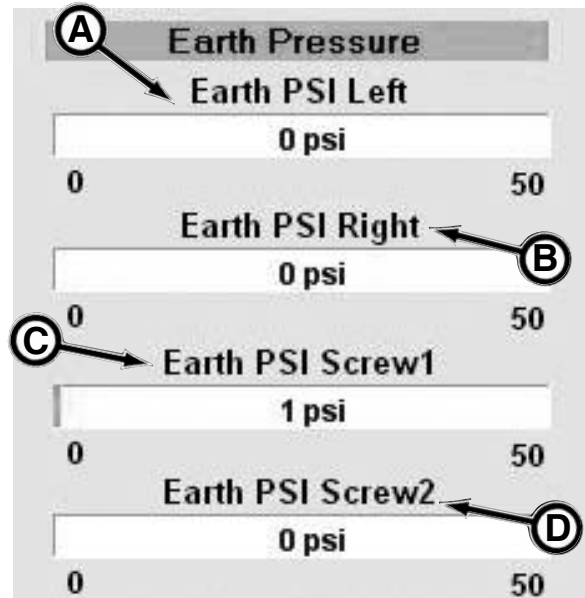 A
Earth Pressure
Earth PSI Left
0 psi
0 50
Earth PSI Right
B
0 psi
0 50
C
Earth PSI Screw1
1 psi
0 50
Earth PSI Screw2
D
0 psi
0 50